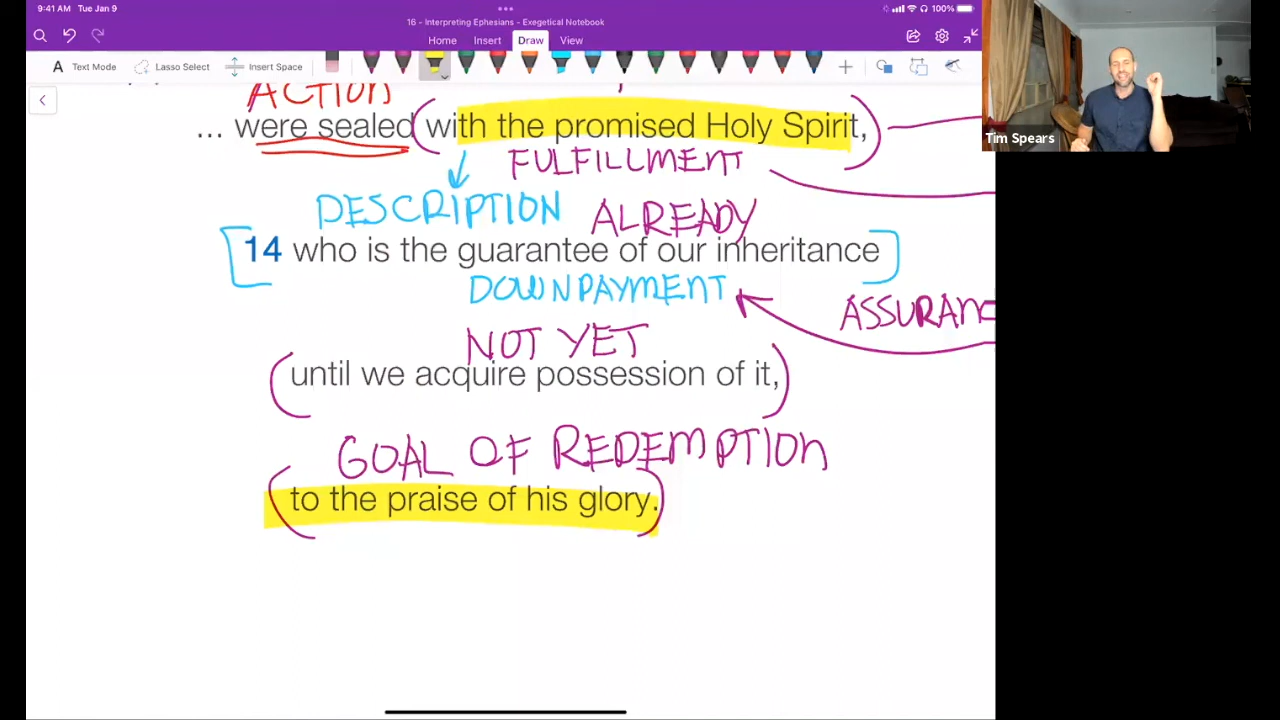 9:41 AM Tue Jan 9
100%
16 - Interpreting Ephesians - Exegetical Notebook
Home Insert Draw View
Text Mode Lasso Select Insert Space
ACTION
... were sealed (with the promised Holy Spirit,)
FULFILLMENT
DESCRIPTION ALREADY
[14 who is the guarantee of our inheritance]
DOWNPAYMENT
ASSURANC
NOT YET
(until we acquire possession of it,)
GOAL OF REDEMPTION
(to the praise of his glory.)
Tim Spears